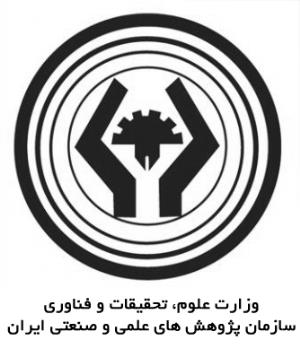 وزارت علوم، تحقیقات و فناوری
سازمان پژوهش های علمی و صنعتی ایران